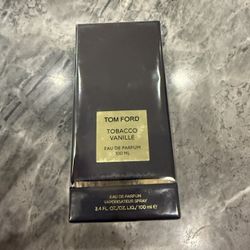 TOM FORD
TOBACCO
VANILLE
EAU DE PARFUM
100 ML
EAU DE PARFUM
VAPORISATEUR SPRAY
3.4 FL.OZ./OZ.LIQ./100 ml e